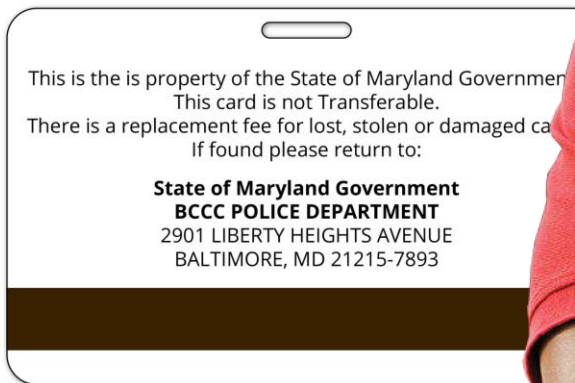 This is the is property of the State of Maryland Governmen
This card is not Transferable.
There is a replacement fee for lost, stolen or damaged ca
If found please return to:
State of Maryland Government
BCCC POLICE DEPARTMENT
2901 LIBERTY HEIGHTS AVENUE
BALTIMORE, MD 21215-7893